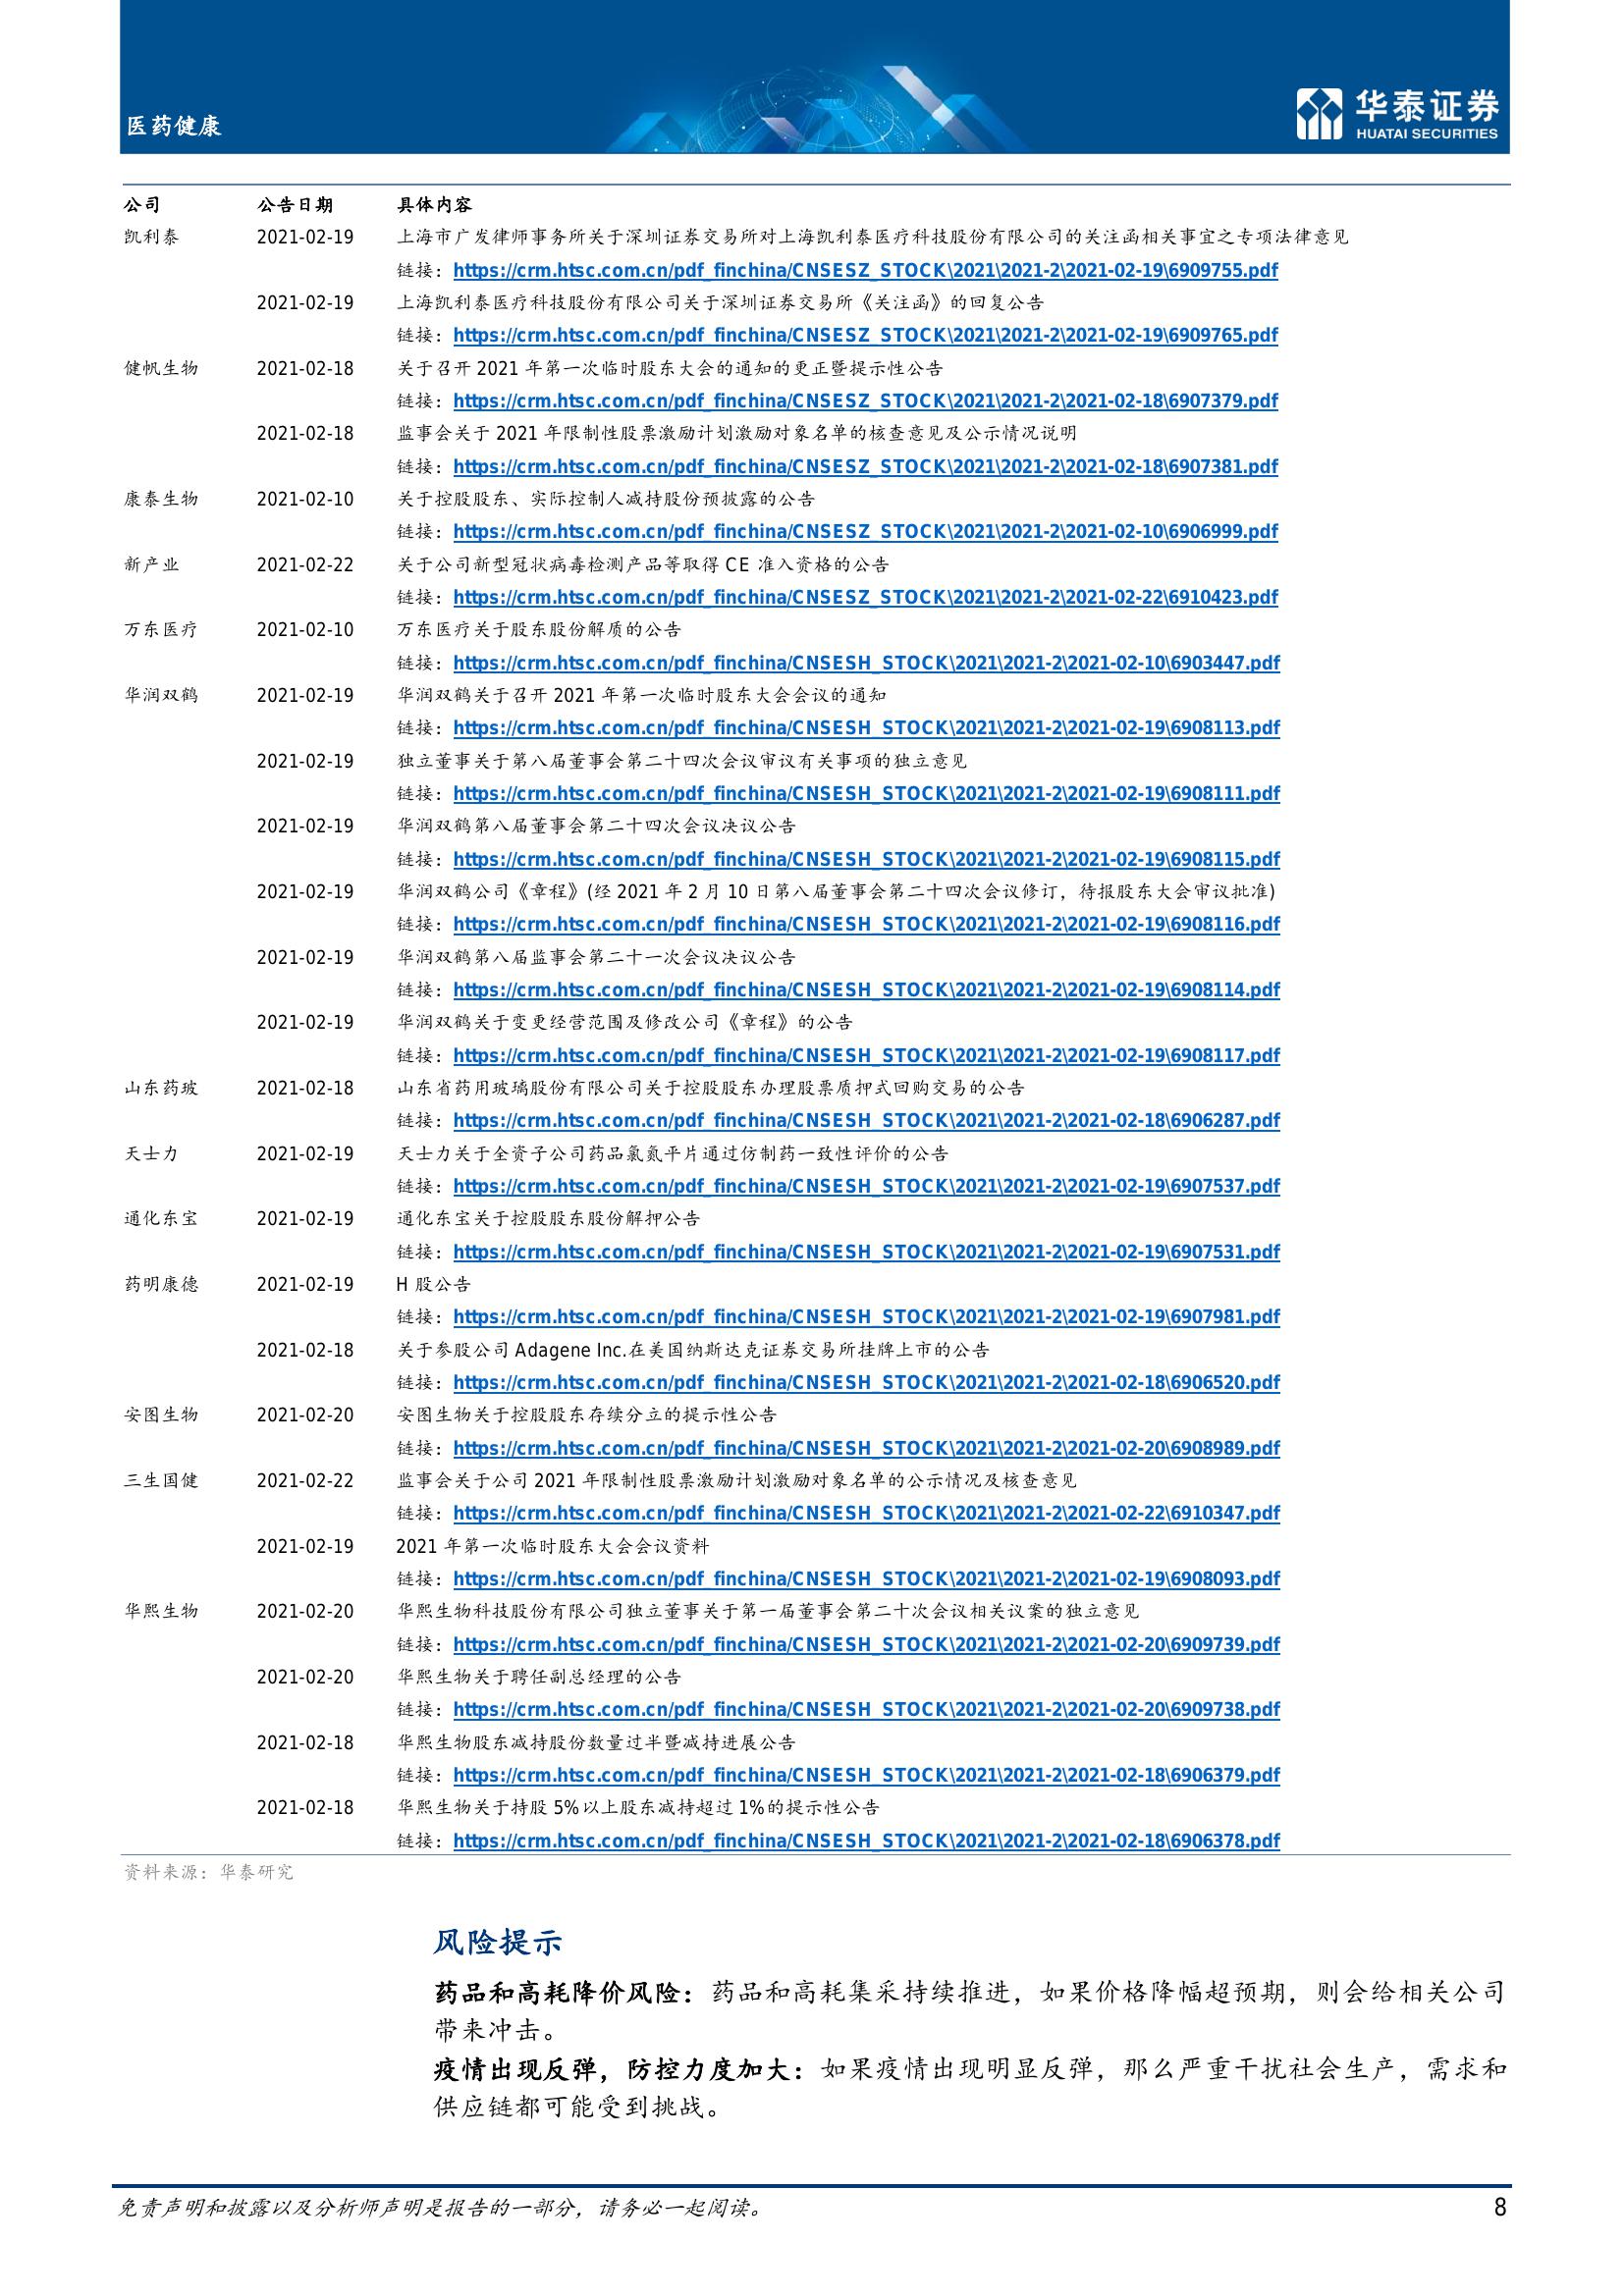 医药健康
华泰证券
HUATAI SECURITIES
公司 公告日期 具体内容
凯利泰 2021-02-19 上海市广发律师事务所关于深圳证券交易所对上海凯利泰医疗科技股份有限公司的关注函相关事宜之专项法律意见
链接：https://crm.htsc.com.cn/pdf_finchina/CNSESZ_STOCK\2021\2021-2\2021-02-19\6909755.pdf
2021-02-19 上海凯利泰医疗科技股份有限公司关于深圳证券交易所《关注函》的回复公告
链接：https://crm.htsc.com.cn/pdf_finchina/CNSESZ_STOCK\2021\2021-2\2021-02-19\6909765.pdf
健帆生物 2021-02-18 关于召开 2021 年第一次临时股东大会的通知的更正暨提示性公告
链接：https://crm.htsc.com.cn/pdf_finchina/CNSESZ_STOCK\2021\2021-2\2021-02-18\6907379.pdf
2021-02-18 监事会关于 2021 年限制性股票激励计划激励对象名单的核查意见及公示情况说明
链接：https://crm.htsc.com.cn/pdf_finchina/CNSESZ_STOCK\2021\2021-2\2021-02-18\6907381.pdf
康泰生物 2021-02-10 关于控股股东、实际控制人减持股份预披露的公告
链接：https://crm.htsc.com.cn/pdf_finchina/CNSESZ_STOCK\2021\2021-2\2021-02-10\6906999.pdf
新产业 2021-02-22 关于公司新型冠状病毒检测产品等取得 CE 准入资格的公告
链接：https://crm.htsc.com.cn/pdf_finchina/CNSESZ_STOCK\2021\2021-2\2021-02-22\6910423.pdf
万东医疗 2021-02-10 万东医疗关于股东股份解质的公告
链接：https://crm.htsc.com.cn/pdf_finchina/CNSESH_STOCK\2021\2021-2\2021-02-10\6903447.pdf
华润双鹤 2021-02-19 华润双鹤关于召开 2021 年第一次临时股东大会会议的通知
链接：https://crm.htsc.com.cn/pdf_finchina/CNSESH_STOCK\2021\2021-2\2021-02-19\6908113.pdf
2021-02-19 独立董事关于第八届董事会第二十四次会议审议有关事项的独立意见
链接：https://crm.htsc.com.cn/pdf_finchina/CNSESH_STOCK\2021\2021-2\2021-02-19\6908111.pdf
2021-02-19 华润双鹤第八届董事会第二十四次会议决议公告
链接：https://crm.htsc.com.cn/pdf_finchina/CNSESH_STOCK\2021\2021-2\2021-02-19\6908115.pdf
2021-02-19 华润双鹤公司《章程》(经 2021 年 2 月 10 日第八届董事会第二十四次会议修订，待报股东大会审议批准)
链接：https://crm.htsc.com.cn/pdf_finchina/CNSESH_STOCK\2021\2021-2\2021-02-19\6908116.pdf
2021-02-19 华润双鹤第八届监事会第二十一次会议决议公告
链接：https://crm.htsc.com.cn/pdf_finchina/CNSESH_STOCK\2021\2021-2\2021-02-19\6908114.pdf
2021-02-19 华润双鹤关于变更经营范围及修改公司《章程》的公告
链接：https://crm.htsc.com.cn/pdf_finchina/CNSESH_STOCK\2021\2021-2\2021-02-19\6908117.pdf
山东药玻 2021-02-18 山东省药用玻璃股份有限公司关于控股股东办理股票质押式回购交易的公告
链接：https://crm.htsc.com.cn/pdf_finchina/CNSESH_STOCK\2021\2021-2\2021-02-18\6906287.pdf
天士力 2021-02-19 天士力关于全资子公司药品氯氮平片通过仿制药一致性评价的公告
链接：https://crm.htsc.com.cn/pdf_finchina/CNSESH_STOCK\2021\2021-2\2021-02-19\6907537.pdf
通化东宝 2021-02-19 通化东宝关于控股股东股份解押公告
链接：https://crm.htsc.com.cn/pdf_finchina/CNSESH_STOCK\2021\2021-2\2021-02-19\6907531.pdf
药明康德 2021-02-19 H 股公告
链接：https://crm.htsc.com.cn/pdf_finchina/CNSESH_STOCK\2021\2021-2\2021-02-19\6907981.pdf
2021-02-18 关于参股公司 Adagene Inc.在美国纳斯达克证券交易所挂牌上市的公告
链接：https://crm.htsc.com.cn/pdf_finchina/CNSESH_STOCK\2021\2021-2\2021-02-18\6906520.pdf
安图生物 2021-02-20 安图生物关于控股股东存续分立的提示性公告
链接：https://crm.htsc.com.cn/pdf_finchina/CNSESH_STOCK\2021\2021-2\2021-02-20\6908989.pdf
三生国健 2021-02-22 监事会关于公司 2021 年限制性股票激励计划激励对象名单的公示情况及核查意见
链接：https://crm.htsc.com.cn/pdf_finchina/CNSESH_STOCK\2021\2021-2\2021-02-22\6910347.pdf
2021-02-19 2021 年第一次临时股东大会会议资料
链接：https://crm.htsc.com.cn/pdf_finchina/CNSESH_STOCK\2021\2021-2\2021-02-19\6908093.pdf
华熙生物 2021-02-20 华熙生物科技股份有限公司独立董事关于第一届董事会第二十次会议相关议案的独立意见
链接：https://crm.htsc.com.cn/pdf_finchina/CNSESH_STOCK\2021\2021-2\2021-02-20\6909739.pdf
2021-02-20 华熙生物关于聘任副总经理的公告
链接：https://crm.htsc.com.cn/pdf_finchina/CNSESH_STOCK\2021\2021-2\2021-02-20\6909738.pdf
2021-02-18 华熙生物股东减持股份数量过半暨减持进展公告
链接：https://crm.htsc.com.cn/pdf_finchina/CNSESH_STOCK\2021\2021-2\2021-02-18\6906379.pdf
2021-02-18 华熙生物关于持股 5%以上股东减持超过 1%的提示性公告
链接：https://crm.htsc.com.cn/pdf_finchina/CNSESH_STOCK\2021\2021-2\2021-02-18\6906378.pdf
资料来源：华泰研究
风险提示
药品和高耗降价风险：药品和高耗集采持续推进，如果价格降幅超预期，则会给相关公司
带来冲击。
疫情出现反弹，防控力度加大：如果疫情出现明显反弹，那么严重干扰社会生产，需求和
供应链都可能受到挑战。
免责声明和披露以及分析师声明是报告的一部分，请务必一起阅读。 8